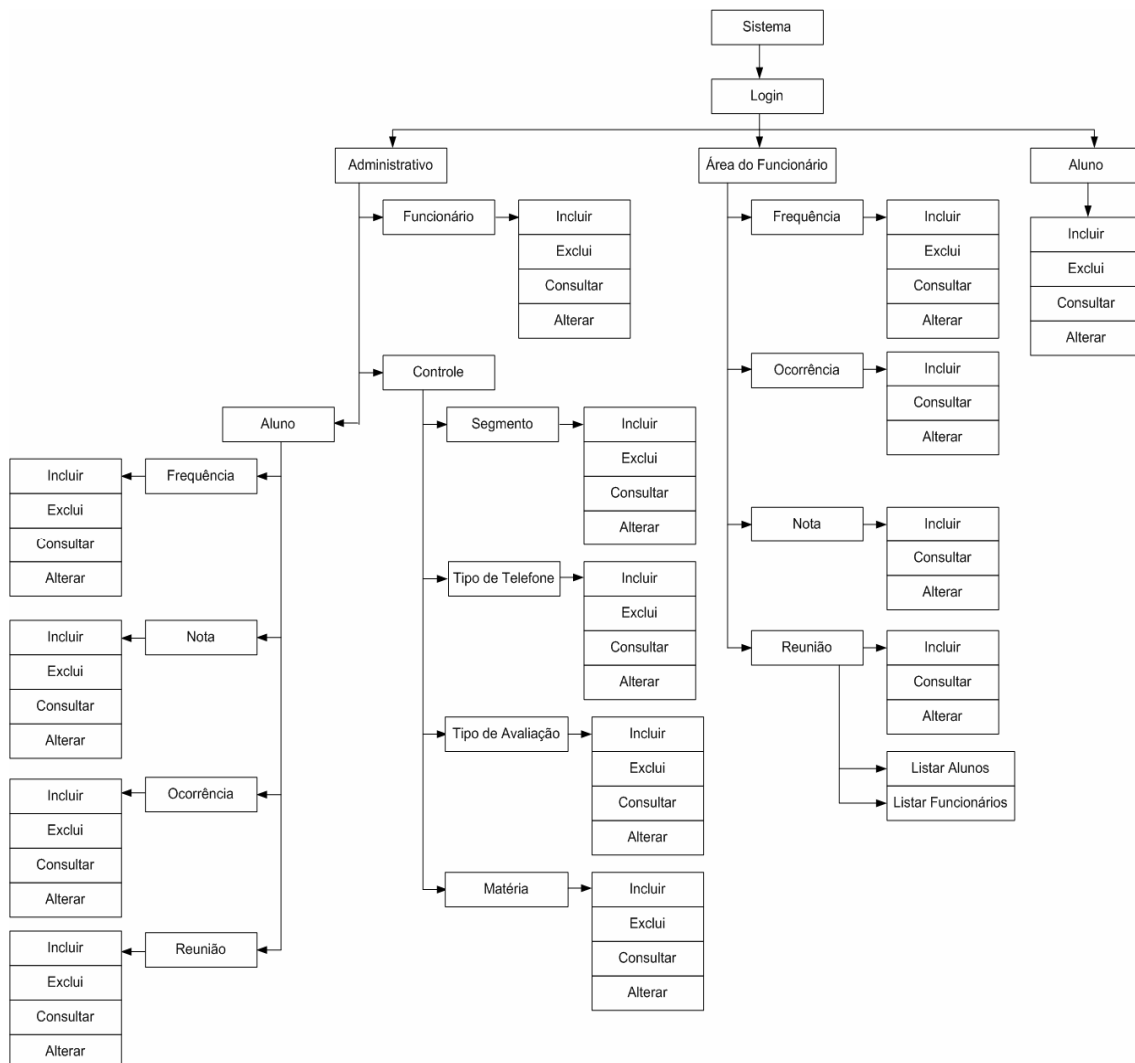 Sistema
Login
Administrativo
Área do Funcionário
Aluno
Funcionário
Incluir
Exclui
Consultar
Alterar
Controle
Segmento
Incluir
Exclui
Consultar
Alterar
Tipo de Telefone
Incluir
Exclui
Consultar
Alterar
Tipo de Avaliação
Incluir
Exclui
Consultar
Alterar
Matéria
Incluir
Exclui
Consultar
Alterar
Aluno
Frequência
Incluir
Exclui
Consultar
Alterar
Nota
Incluir
Exclui
Consultar
Alterar
Ocorrência
Incluir
Exclui
Consultar
Alterar
Reunião
Incluir
Exclui
Consultar
Alterar
Frequência
Incluir
Exclui
Consultar
Alterar
Ocorrência
Incluir
Consultar
Alterar
Nota
Incluir
Consultar
Alterar
Reunião
Incluir
Consultar
Alterar
Listar Alunos
Listar Funcionários
Incluir
Exclui
Consultar
Alterar